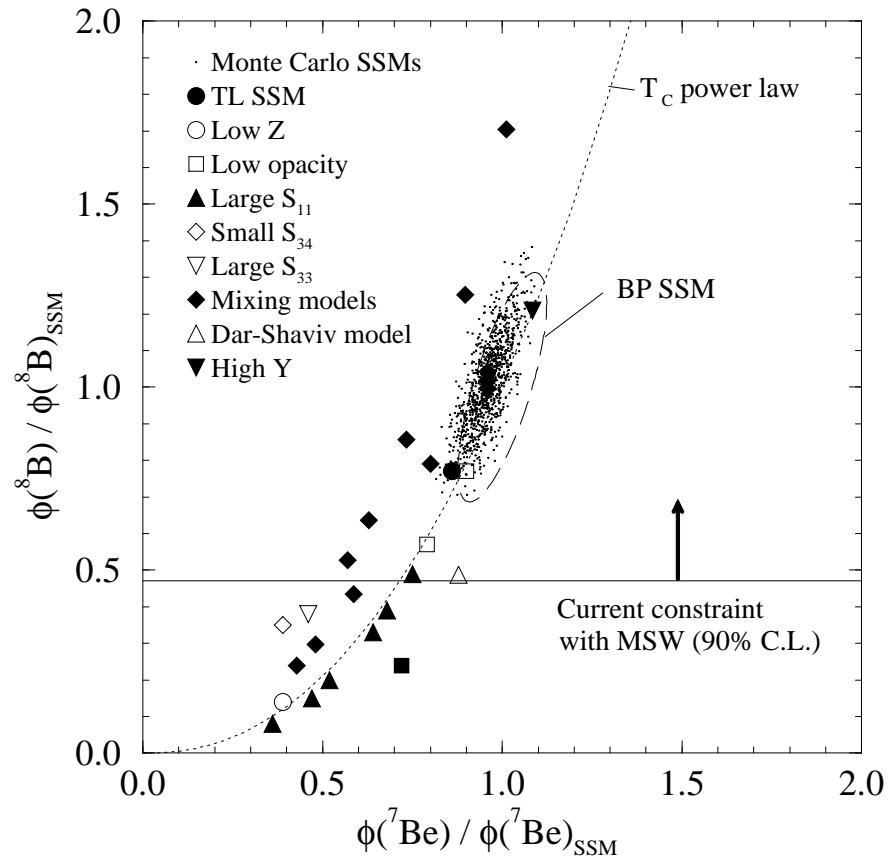 2.0
1.5
1.0
0.5
0.0
φ(⁸B) / φ(⁸B)SSM
Monte Carlo SSMs
TL SSM
Low Z
Low opacity
Large S₁₁
Small S₃₄
Large S₃₃
Mixing models
Dar-Shaviv model
High Y
T_C power law
BP SSM
Current constraint
with MSW (90% C.L.)
0.0 0.5 1.0 1.5 2.0
φ(⁷Be) / φ(⁷Be)SSM